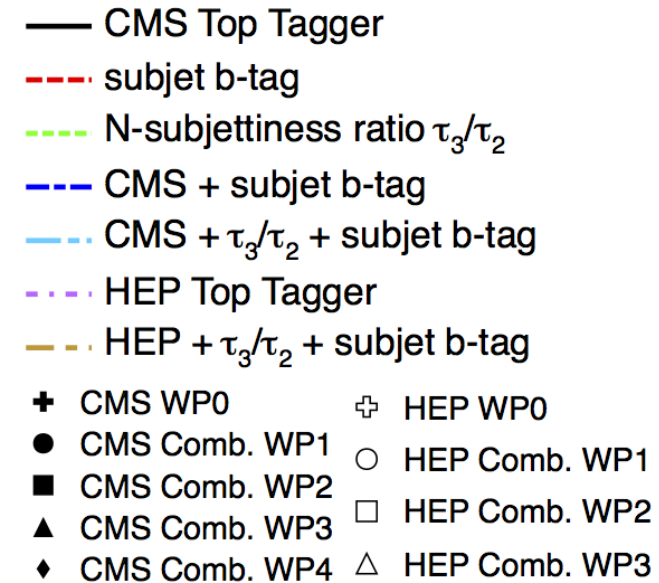 CMS Top Tagger
subjet b-tag
N-subjettiness ratio τ₃/τ₂
CMS + subjet b-tag
CMS + τ₃/τ₂ + subjet b-tag
HEP Top Tagger
HEP + τ₃/τ₂ + subjet b-tag
CMS WP0
CMS Comb. WP1
CMS Comb. WP2
CMS Comb. WP3
CMS Comb. WP4
HEP WP0
HEP Comb. WP1
HEP Comb. WP2
HEP Comb. WP3